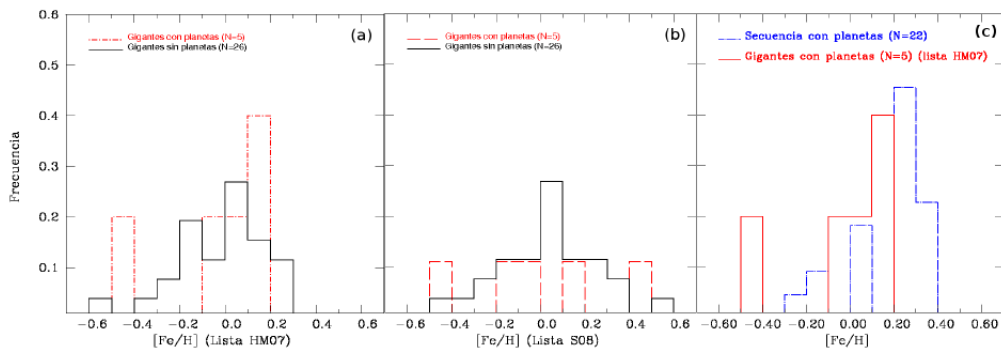 Gigantes con planetas (N=5)
Gigantes sin planetas (N=26)
(a)
Gigantes con planetas (N=5)
Gigantes sin planetas (N=26)
(b)
Secuencia con planetas (N=22)
Gigantes con planetas (N=5) (lista HM07)
(c)
Frecuencia
0.6
0.5
0.4
0.3
0.2
0.1
−0.6 −0.4 −0.2 0.0 0.2 0.4 0.6
−0.6 −0.4 −0.2 0.0 0.2 0.4 0.6
−0.60 −0.40 −0.20 0.00 0.20 0.40 0.60
[Fe/H] (Lista HM07)
[Fe/H] (Lista S08)
[Fe/H]